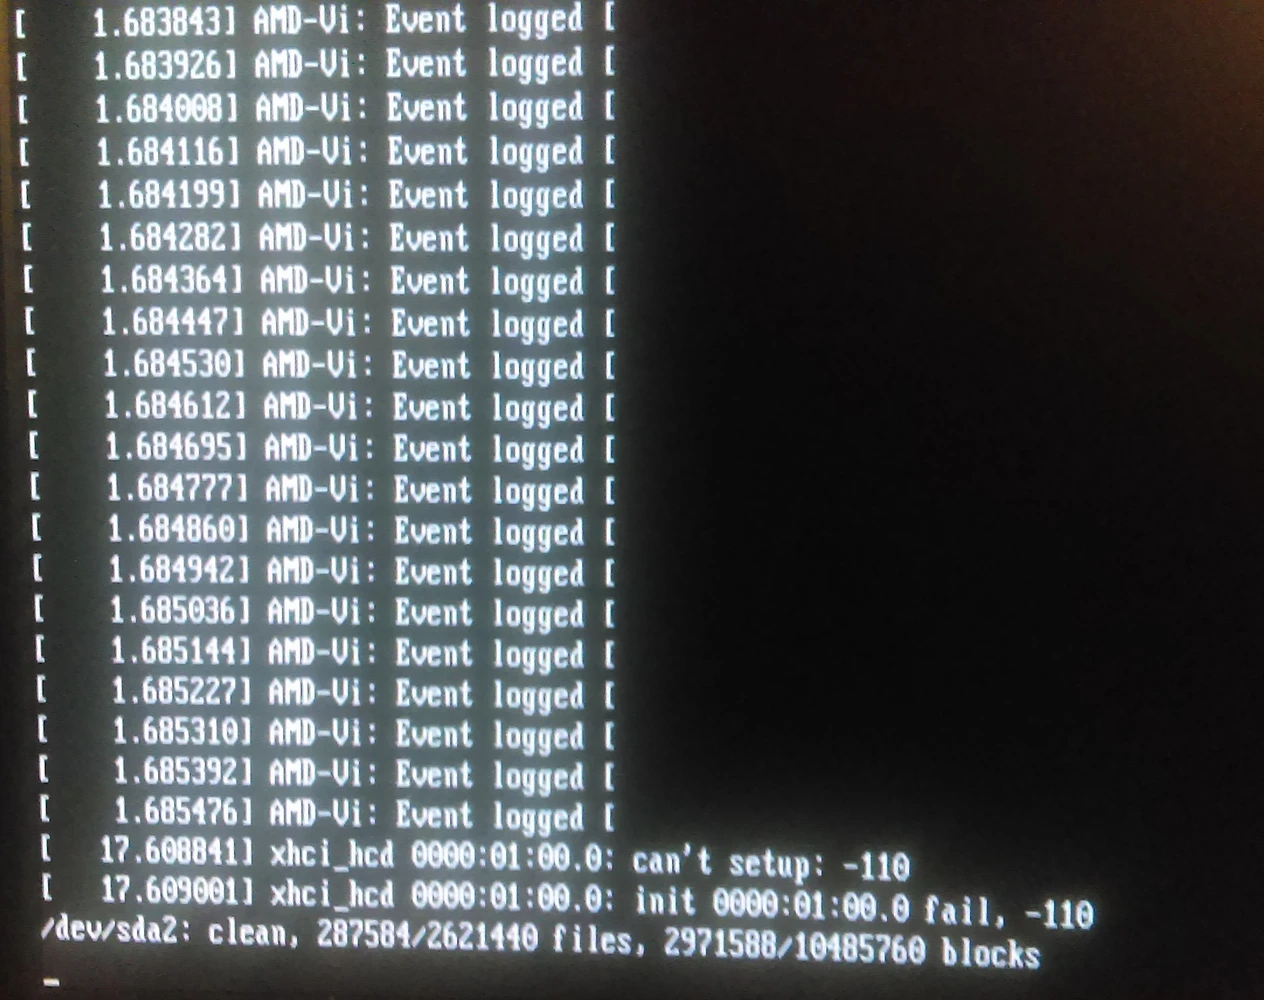 [    1.683843] AMD-Vi: Event logged [
[    1.683926] AMD-Vi: Event logged [
[    1.684008] AMD-Vi: Event logged [
[    1.684116] AMD-Vi: Event logged [
[    1.684199] AMD-Vi: Event logged [
[    1.684282] AMD-Vi: Event logged [
[    1.684364] AMD-Vi: Event logged [
[    1.684447] AMD-Vi: Event logged [
[    1.684530] AMD-Vi: Event logged [
[    1.684612] AMD-Vi: Event logged [
[    1.684695] AMD-Vi: Event logged [
[    1.684777] AMD-Vi: Event logged [
[    1.684860] AMD-Vi: Event logged [
[    1.684942] AMD-Vi: Event logged [
[    1.685036] AMD-Vi: Event logged [
[    1.685144] AMD-Vi: Event logged [
[    1.685227] AMD-Vi: Event logged [
[    1.685310] AMD-Vi: Event logged [
[    1.685392] AMD-Vi: Event logged [
[    1.685476] AMD-Vi: Event logged [
[   17.608841] xhci_hcd 0000:01:00.0: can't setup: -110
[   17.609001] xhci_hcd 0000:01:00.0: init 0000:01:00.0 fail, -110
/dev/sda2: clean, 287584/2621440 files, 2971588/10485760 blocks
_